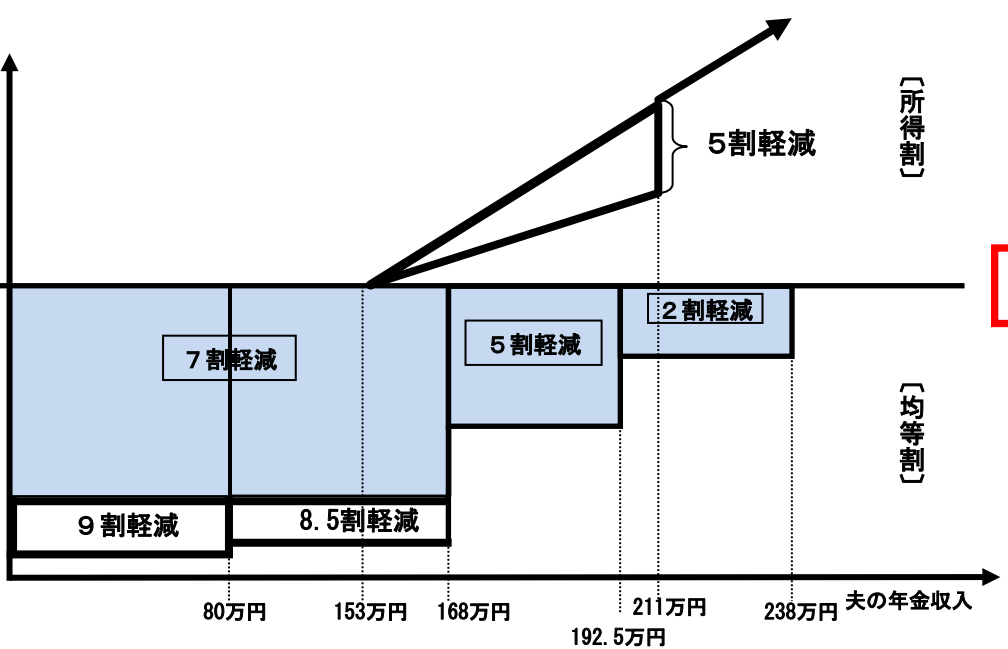 〔所得割〕
５割軽減
２割軽減
５割軽減
７割軽減
〔均等割〕
８.５割軽減
９割軽減
夫の年金収入
80万円
153万円
168万円
192.5万円
211万円
238万円